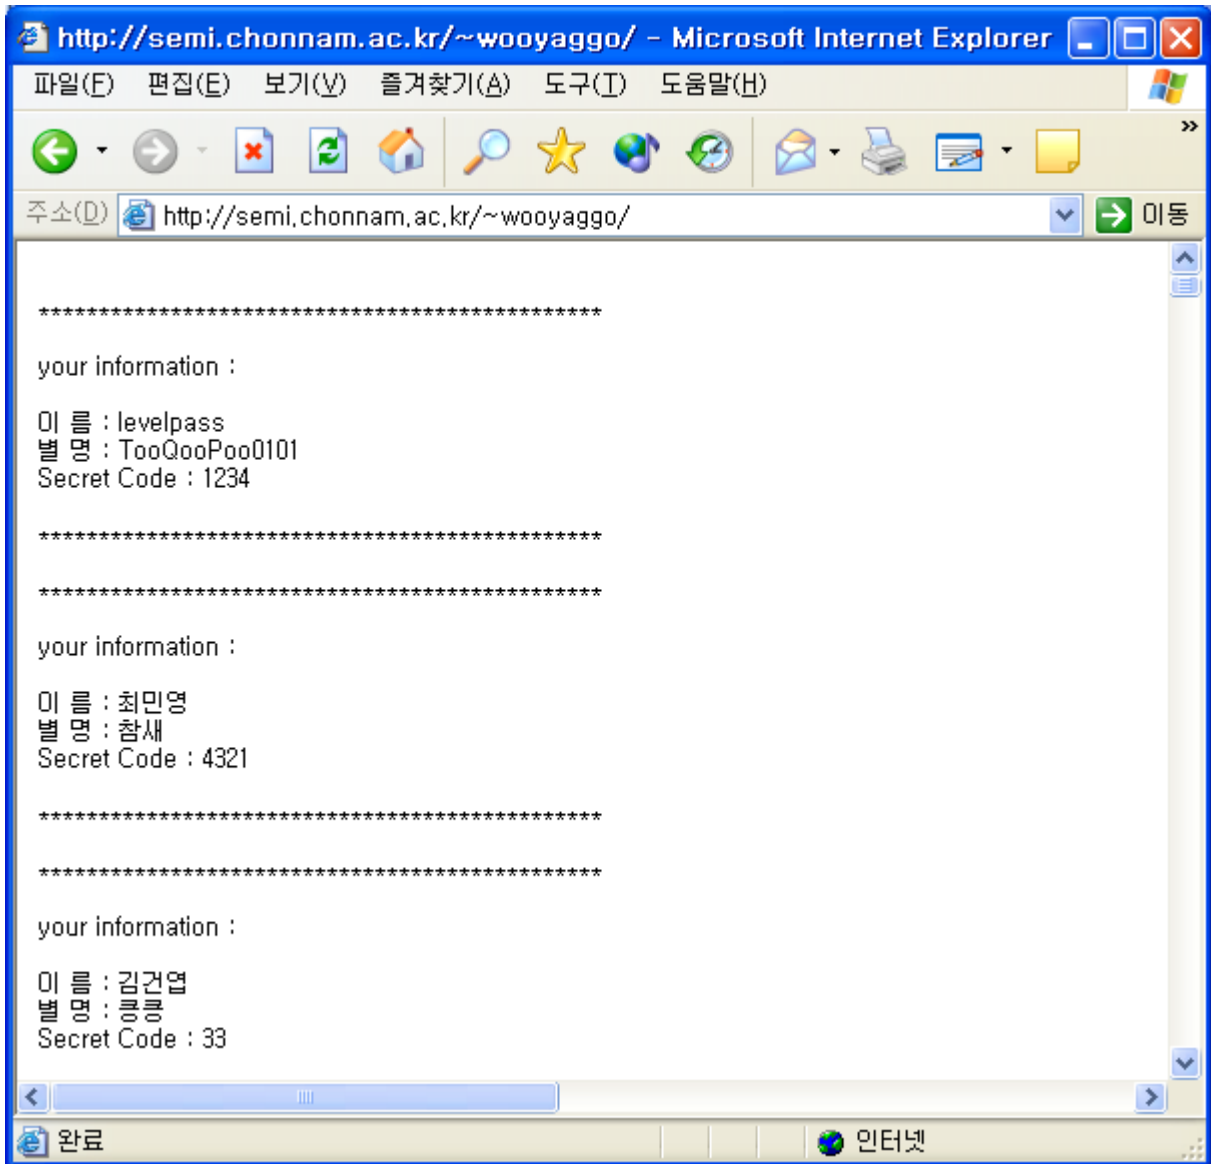 http://semi.chonnam.ac.kr/~wooyaggo/ - Microsoft Internet Explorer
파일(F) 편집(E) 보기(V) 즐겨찾기(A) 도구(T) 도움말(H)
»
주소(D) http://semi.chonnam.ac.kr/~wooyaggo/ 이동
***********************************************
your information :
이 름 : levelpass
별 명 : TooQooPoo0101
Secret Code : 1234
***********************************************
***********************************************
your information :
이 름 : 최민영
별 명 : 참새
Secret Code : 4321
***********************************************
***********************************************
your information :
이 름 : 김건엽
별 명 : 킁킁
Secret Code : 33
완료 인터넷